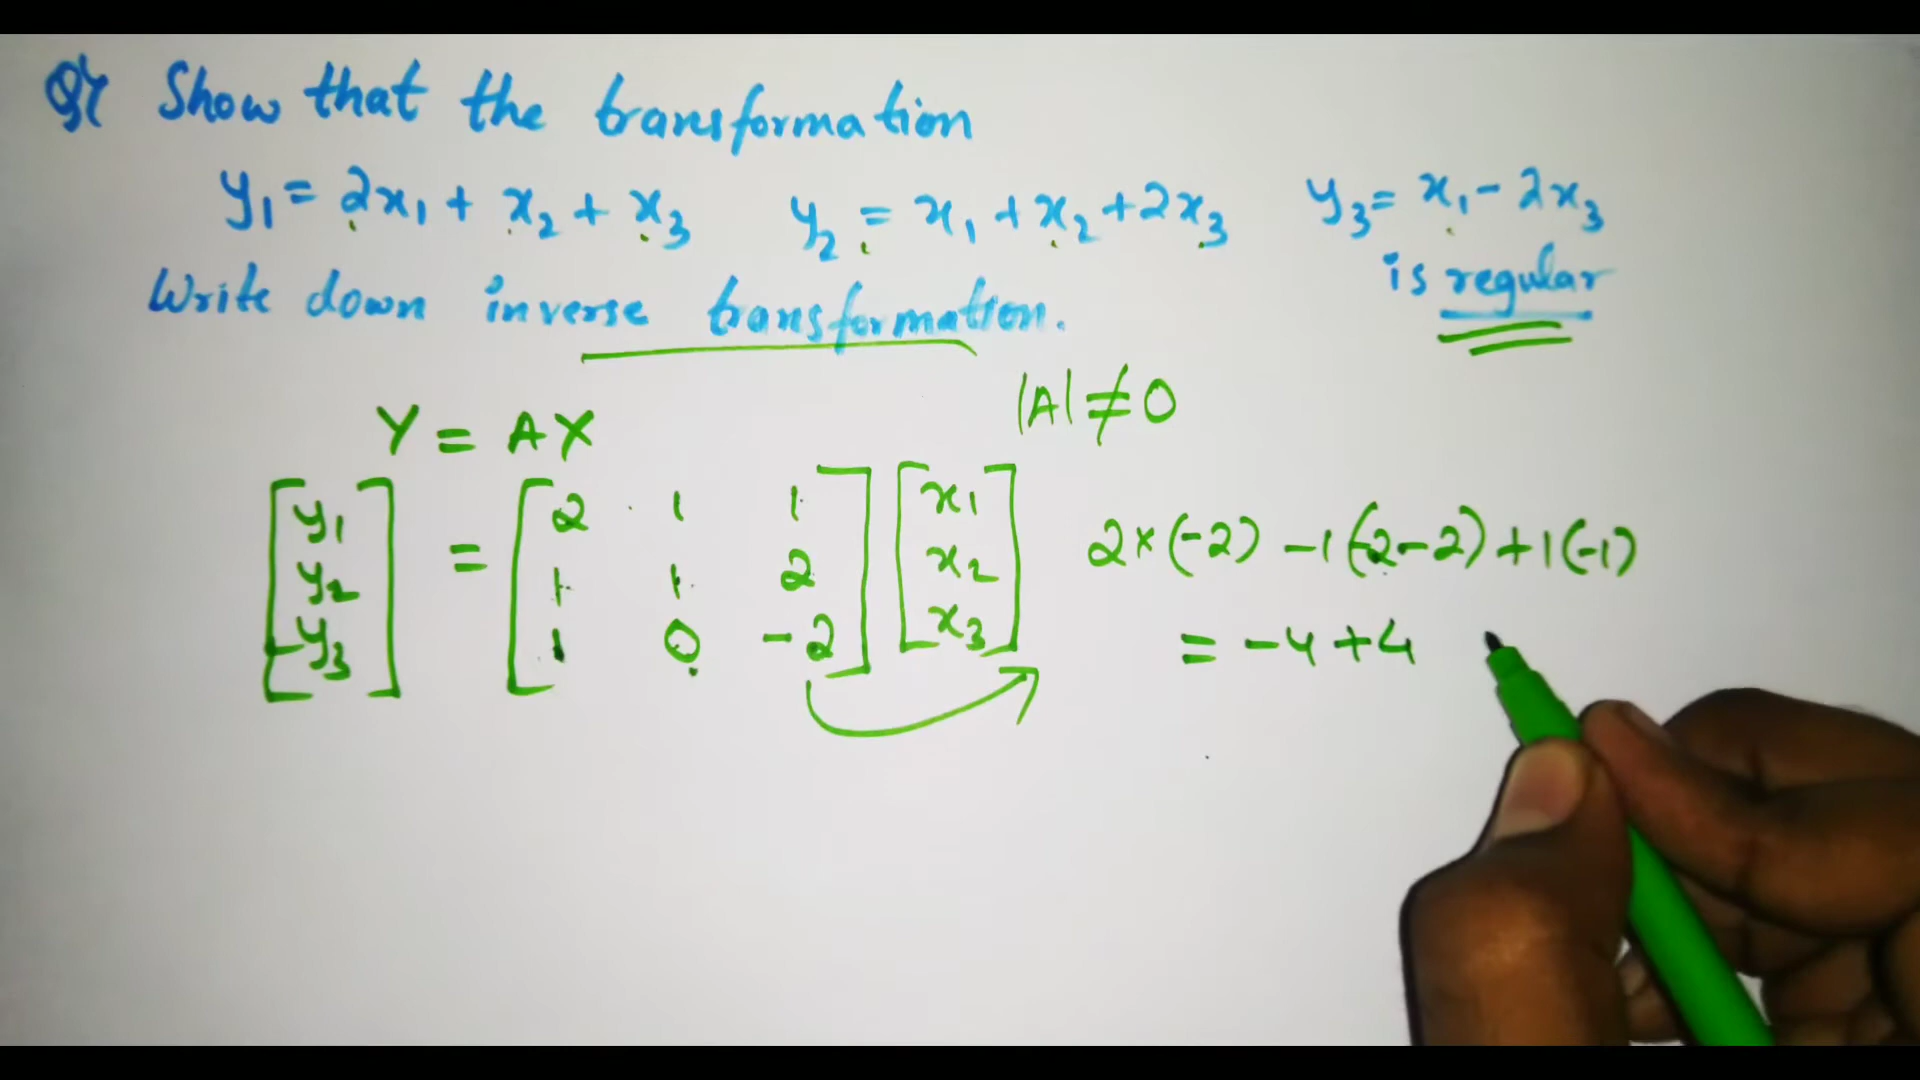 Q1 Show that the transformation
y₁ = 2x₁ + x₂ + x₃ y₂ = x₁ + x₂ + 2x₃ y₃ = x₁ - 2x₃
is regular
Write down inverse transformation.
|A| ≠ 0
Y = AX
[y₁ y₂ y₃] = [2 1 1; 1 1 2; 1 0 -2] [x₁ x₂ x₃]
2×(-2) -1(-2-2) +1(-1)
= -4+4